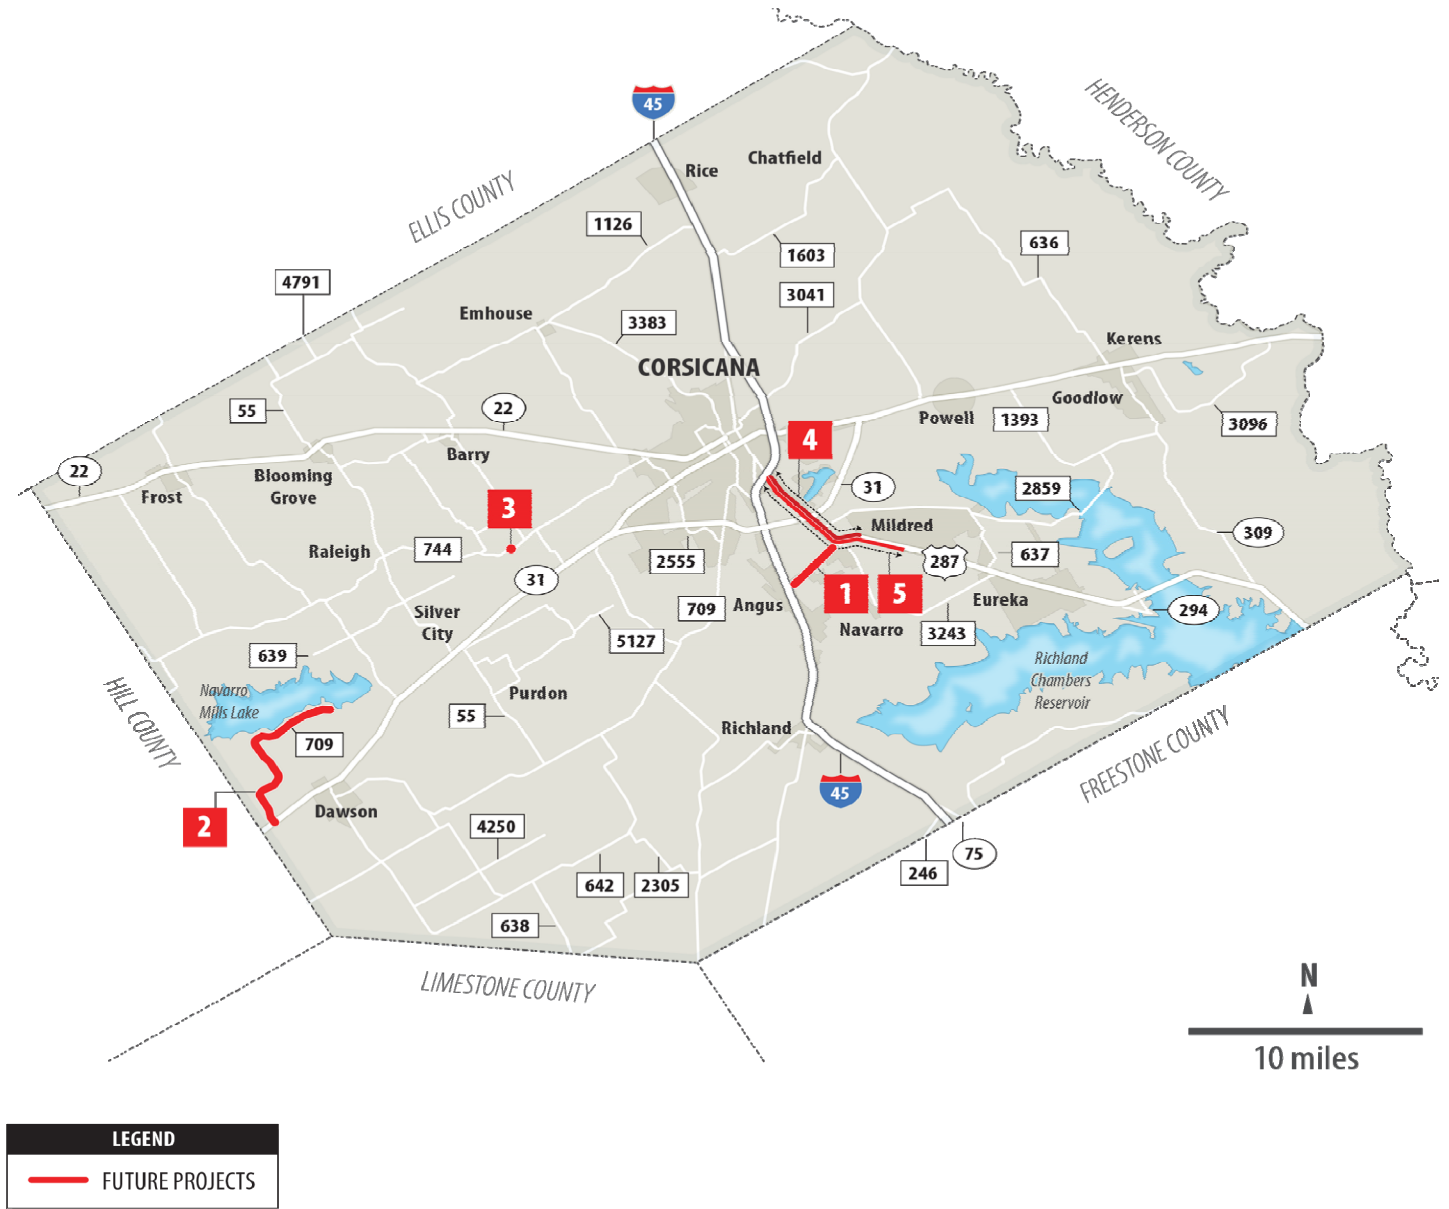 HENDERSON COUNTY
45
Chatfield
Rice
ELLIS COUNTY
1126
636
1603
4791
3041
Emhouse
3383
Kerens
CORSICANA
Goodlow
22
55
Powell
1393
3096
4
Barry
22
Blooming
Grove
Frost
31
2859
3
Mildred
309
Raleigh
744
2555
637
287
31
1
5
Angus
709
Eureka
294
Silver
City
Navarro
3243
5127
639
Richland
Chambers
Reservoir
Navarro
Mills Lake
Purdon
HILL COUNTY
55
Richland
709
FREESTONE COUNTY
45
Dawson
2
4250
75
246
642
2305
638
LIMESTONE COUNTY
N
10 miles
LEGEND
FUTURE PROJECTS